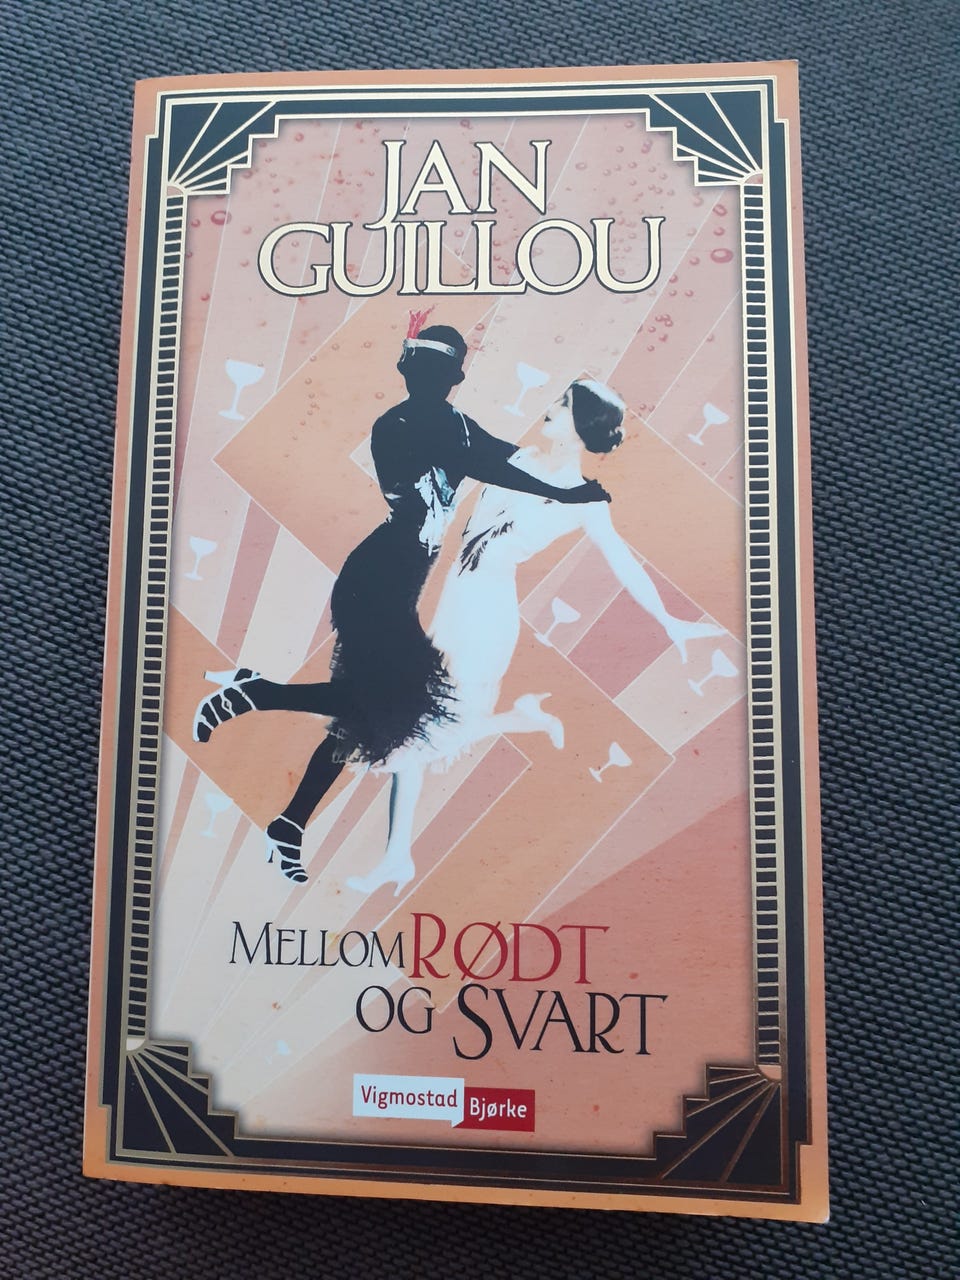 JAN
GUILLOU
MELLOM RØDT
OG SVART
Vigmostad
Bjørke